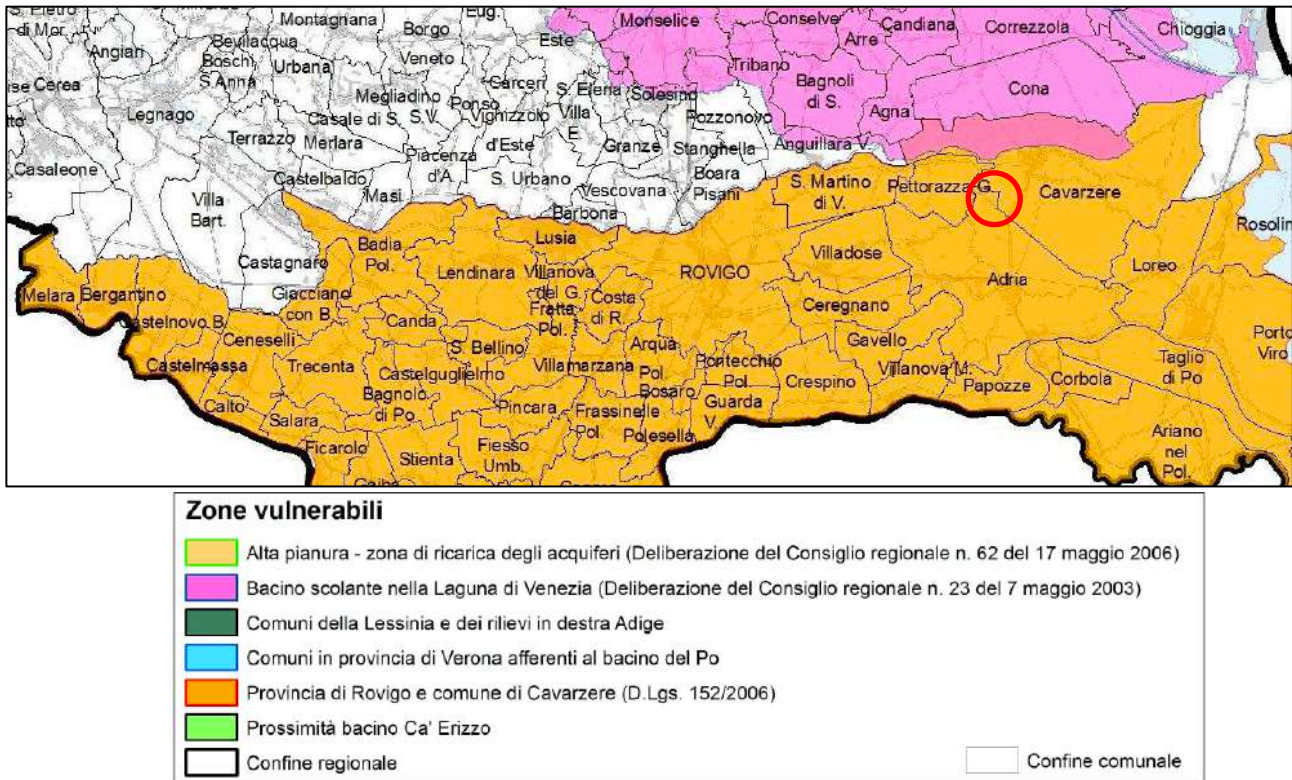 S. Pietro
di Mor.
Angiari
Cerea
Casaleone
Legnago
Bevilacqua
Boschi
S. Anna
Montagnana
Urbana
Terrazzo
Merlara
Castelbaldo
Masi
Villa
Bart.
Castagnaro
Borgo
Veneto
Megliadino
S.V.
Casale di S.
Ponso
Piacenza
d'A.
Eug.
Este
Carceri
Vighizzolo
d'Este
S. Urbano
Barbona
S. Elena
Villa
E.
Granze
Vescovana
Solesino
Stanghella
Boara
Pisani
Pozzonovo
Monselice
Tribano
Conselve
Arre
Bagnoli
di S.
Agna
Anguillara V.
Candiana
Correzzola
Cona
Chioggia
Melara
Bergantino
Castelnovo B.
Castelmassa
Ceneselli
Calto
Salara
Giacciano
con B.
Trecenta
Ficarolo
Badia
Pol.
Canda
Bagnolo
di Po
Stienta
Lendinara
S. Bellino
Castelguglielmo
Pincara
Fiesso
Umb.
Lusia
Villanova
del G.
Fratta
Pol.
Villamarzana
Frassinelle
Pol.
Costa
di R.
Arquà
Pol.
Bosaro
Polesella
ROVIGO
Pontecchio
Pol.
Guarda
V.
S. Martino
di V.
Villadose
Ceregnano
Crespino
Gavello
Villanova M.
Pettorazza G.
Cavarzere
Adria
Papozze
Corbola
Loreo
Rosolin
Porto
Viro
Taglio
di Po
Ariano
nel
Pol.
Zone vulnerabili
Alta pianura - zona di ricarica degli acquiferi (Deliberazione del Consiglio regionale n. 62 del 17 maggio 2006)
Bacino scolante nella Laguna di Venezia (Deliberazione del Consiglio regionale n. 23 del 7 maggio 2003)
Comuni della Lessinia e dei rilievi in destra Adige
Comuni in provincia di Verona afferenti al bacino del Po
Provincia di Rovigo e comune di Cavarzere (D.Lgs. 152/2006)
Prossimità bacino Ca' Erizzo
Confine regionale
Confine comunale